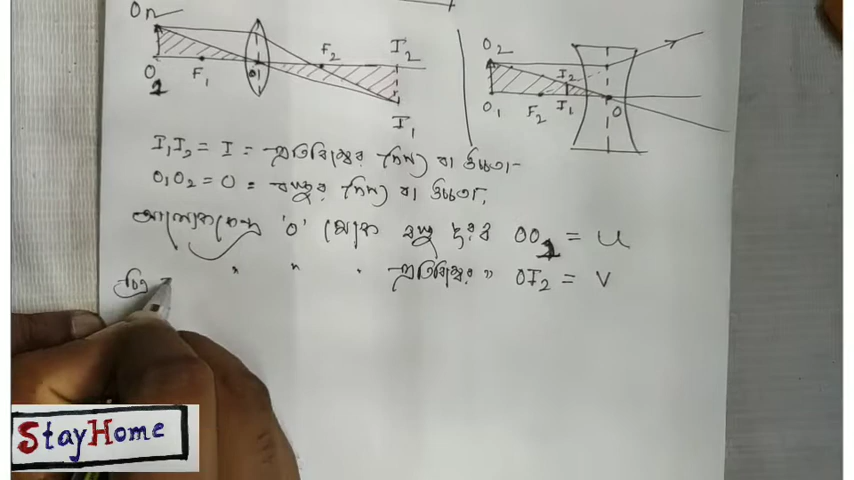 O2 F2 I2
O F1 O1 I1
O2 I2
O1 F2 I1 O
I1I2 = I = প্রতিবিম্বের দৈর্ঘ্য বা উচ্চতা
O1O2 = O = বস্তুর দৈর্ঘ্য বা উচ্চতা,
আলোককেন্দ্র 'O' থেকে বস্তুর দূরত্ব OO1 = u
" " " প্রতিবিম্বের " OI2 = v
চিত্র
StayHome